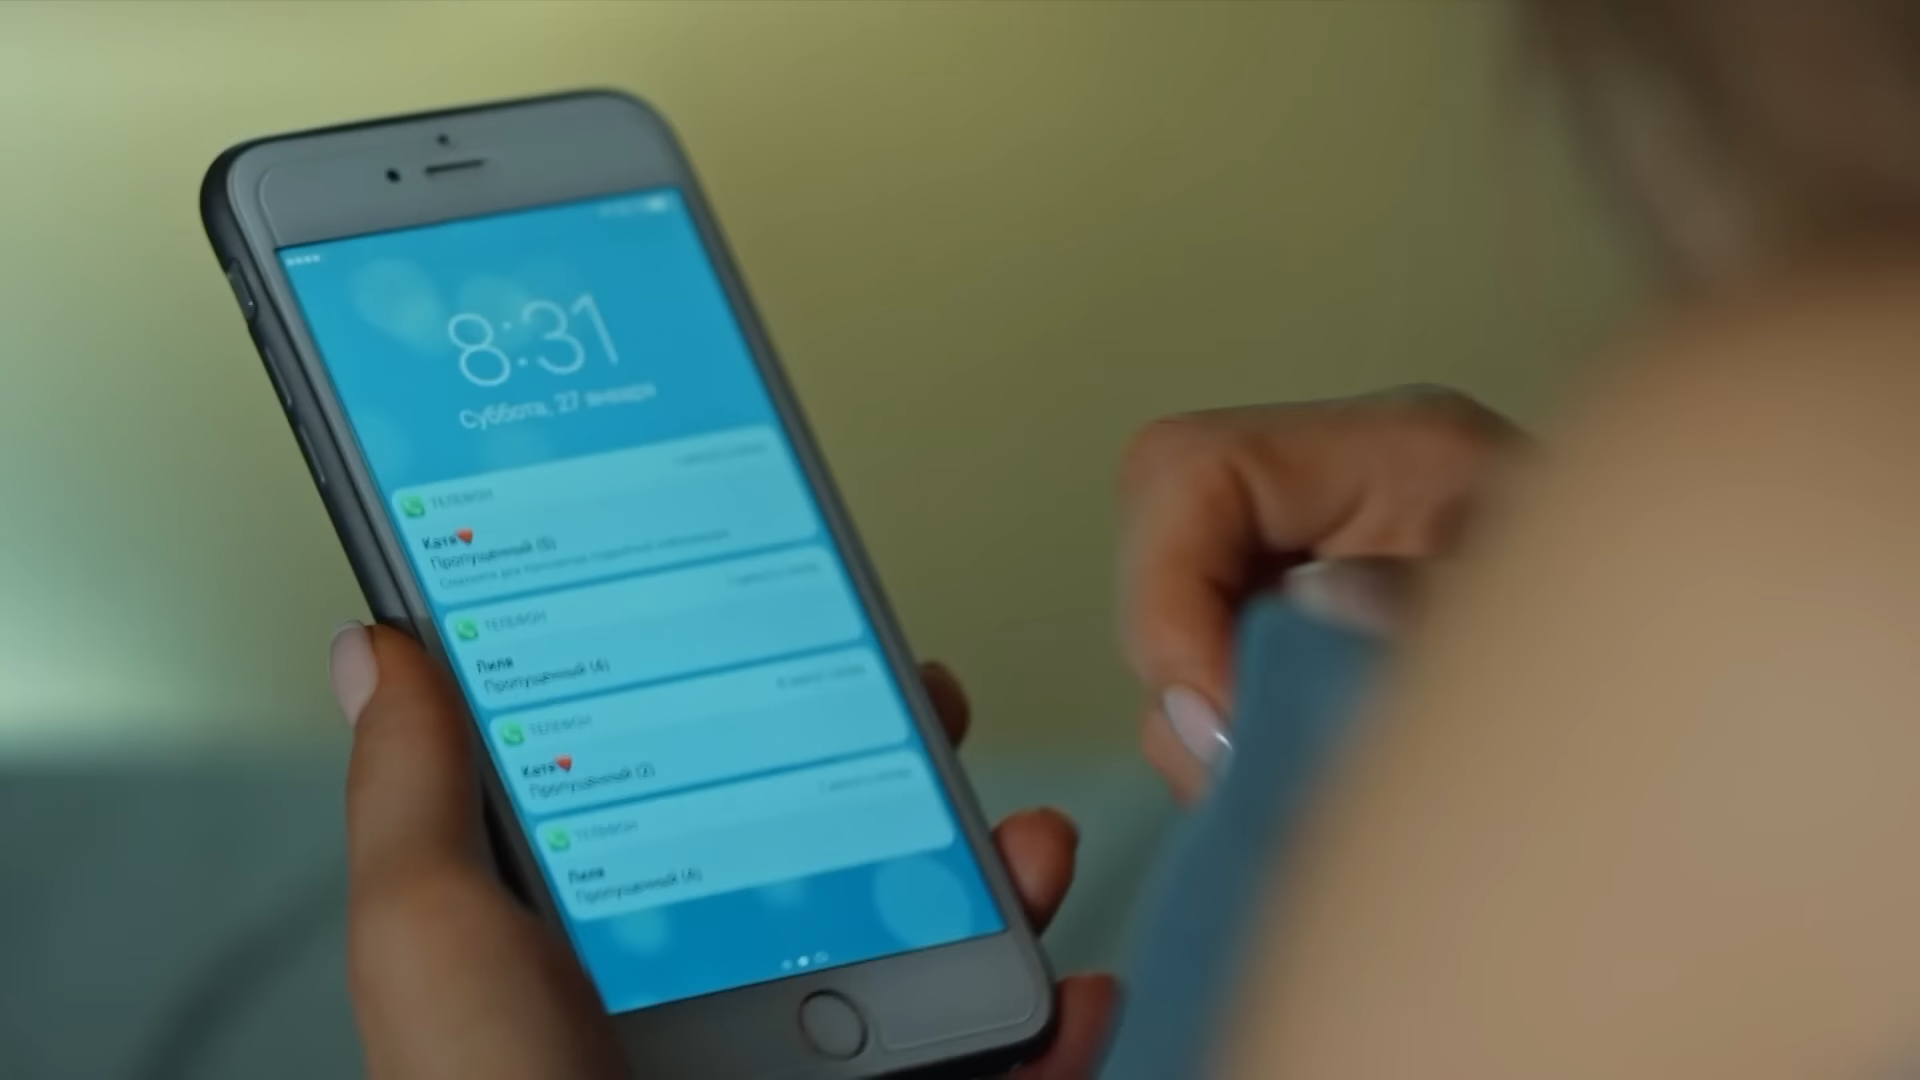 8:31
Суббота, 27 января
ТЕЛЕФОН
Катя❤️
Пропущенный (5)
ТЕЛЕФОН
Лиля
Пропущенный (4)
ТЕЛЕФОН
Катя❤️
Пропущенный (2)
ТЕЛЕФОН
Лиля
Пропущенный (6)